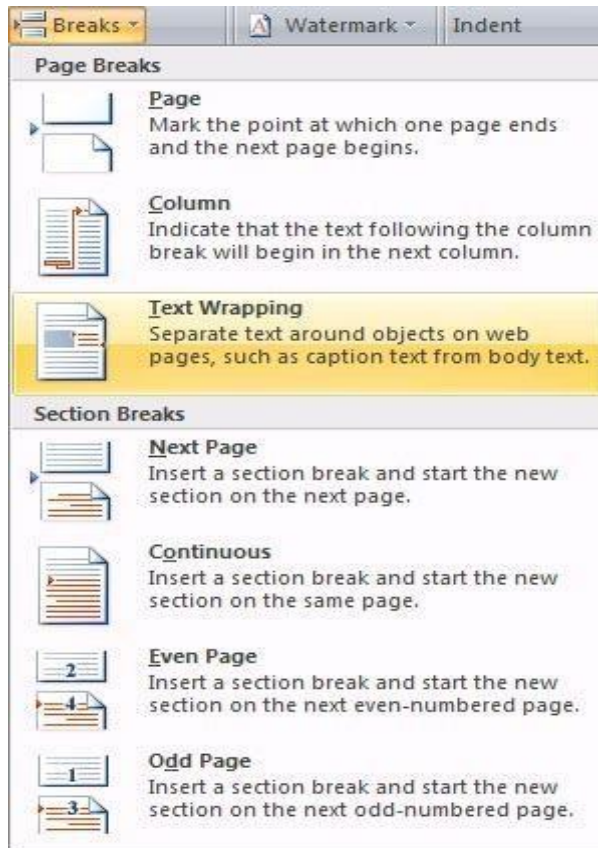 Breaks Watermark Indent
Page Breaks
Page
Mark the point at which one page ends
and the next page begins.
Column
Indicate that the text following the column
break will begin in the next column.
Text Wrapping
Separate text around objects on web
pages, such as caption text from body text.
Section Breaks
Next Page
Insert a section break and start the new
section on the next page.
Continuous
Insert a section break and start the new
section on the same page.
Even Page
2
Insert a section break and start the new
4
section on the next even-numbered page.
Odd Page
1
Insert a section break and start the new
3
section on the next odd-numbered page.